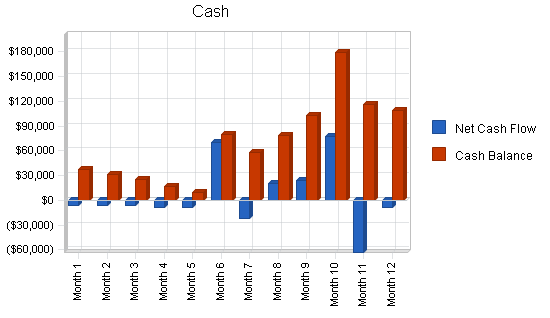 Cash
$180,000
$150,000
$120,000
$90,000
$60,000
$30,000
$0
($30,000)
($60,000)
Month 1
Month 2
Month 3
Month 4
Month 5
Month 6
Month 7
Month 8
Month 9
Month 10
Month 11
Month 12
Net Cash Flow
Cash Balance